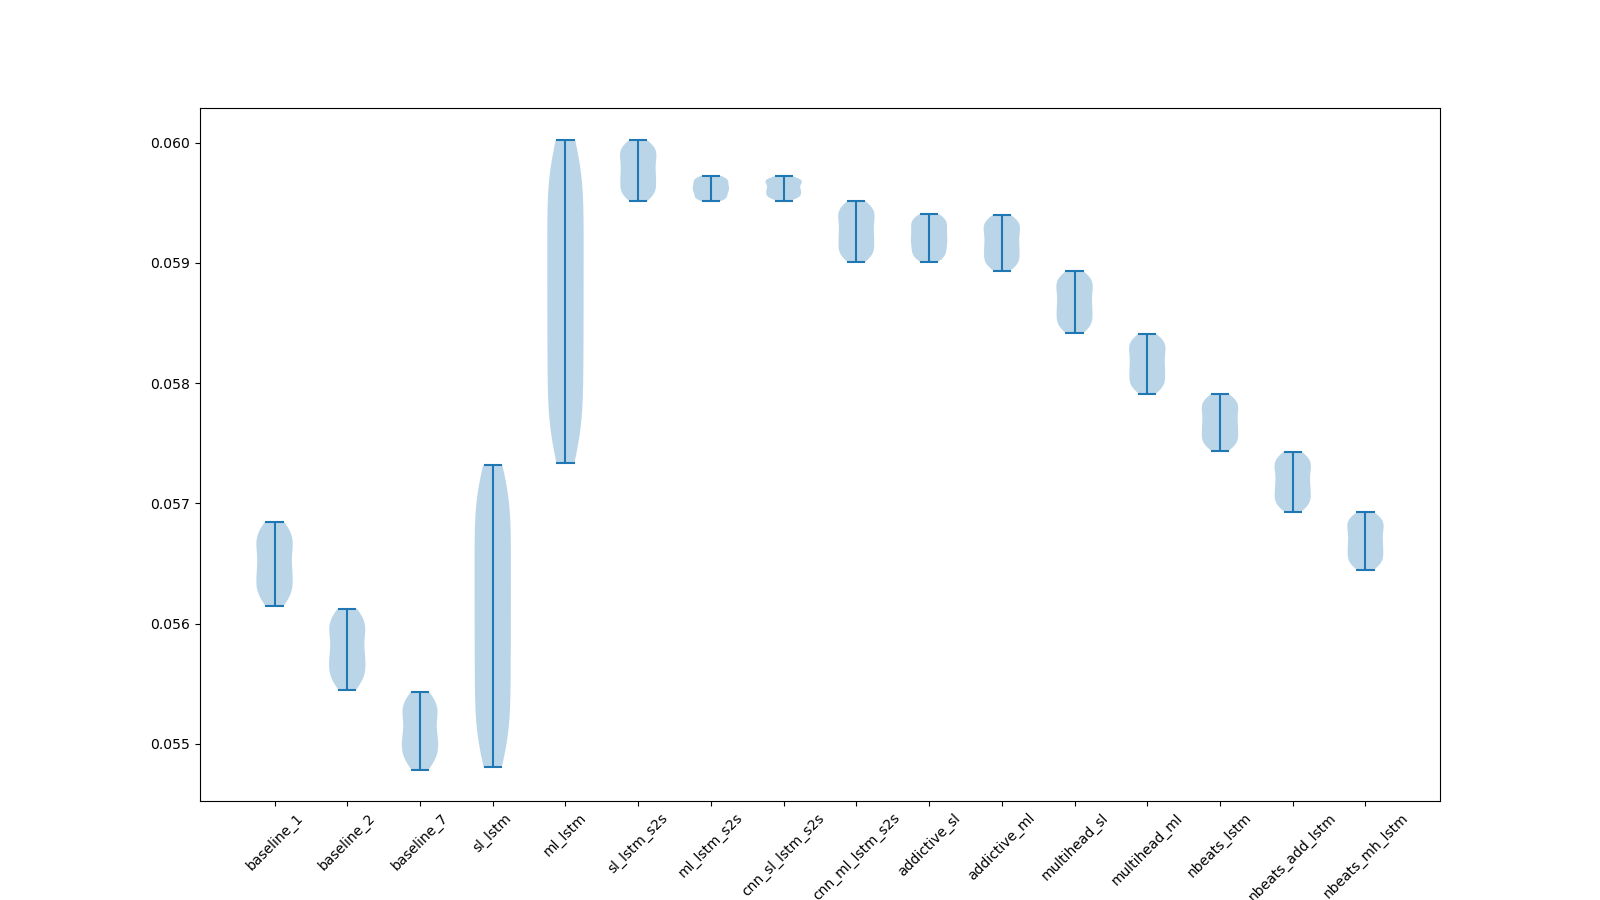 0.060
0.059
0.058
0.057
0.056
0.055
baseline_1
baseline_2
baseline_7
sl_lstm
ml_lstm
sl_lstm_s2s
ml_lstm_s2s
cnn_sl_lstm_s2s
cnn_ml_lstm_s2s
addictive_sl
addictive_ml
multihead_sl
multihead_ml
nbeats_lstm
nbeats_add_lstm
nbeats_mh_lstm